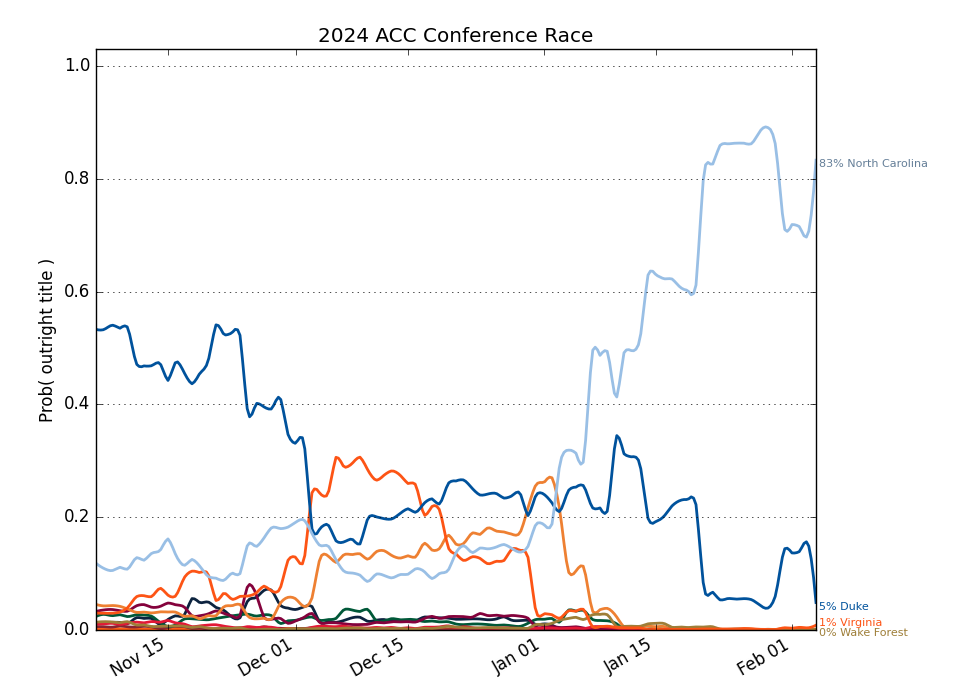 2024 ACC Conference Race
Prob( outright title )
1.0
0.8
0.6
0.4
0.2
0.0
Nov 15
Dec 01
Dec 15
Jan 01
Jan 15
Feb 01
83% North Carolina
5% Duke
1% Virginia
0% Wake Forest